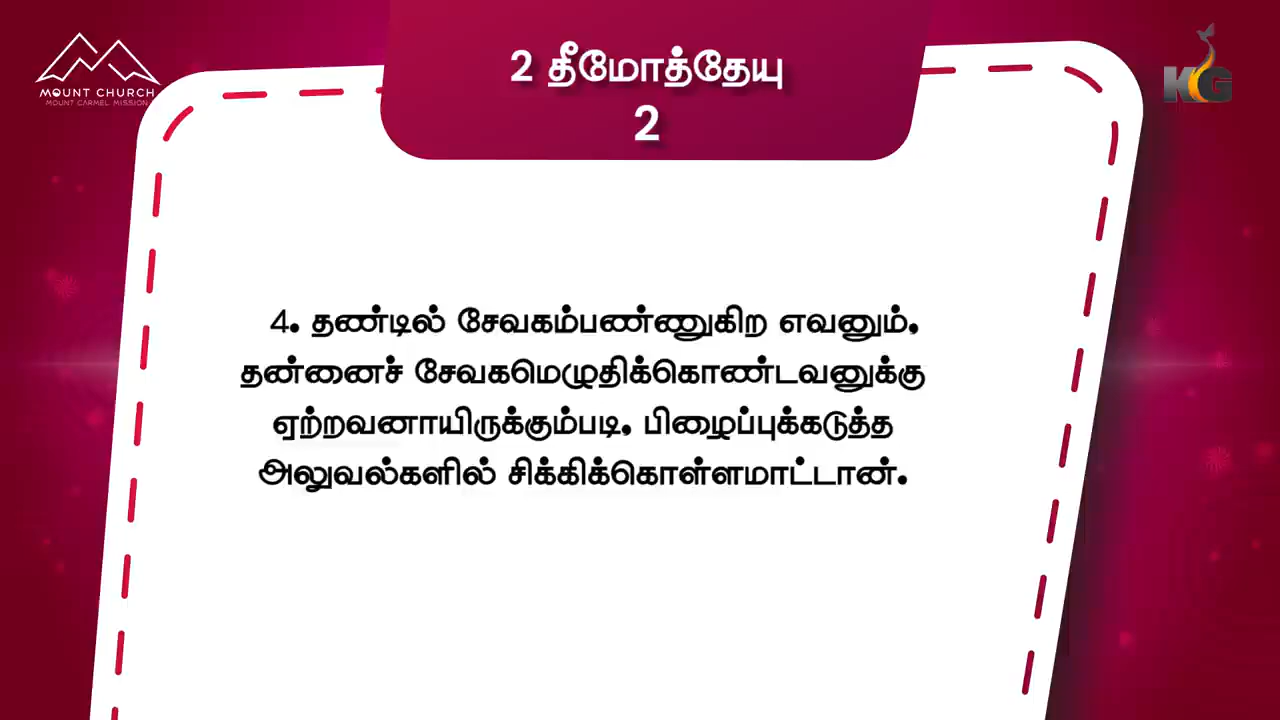 MOUNT CHURCH
MOUNT CARMEL MISSION
KG
2 தீமோத்தேயு
2
4. தண்டில் சேவகம்பண்ணுகிற எவனும்,
தன்னைச் சேவகமெழுதிக்கொண்டவனுக்கு
ஏற்றவனாயிருக்கும்படி, பிழைப்புக்கடுத்த
அலுவல்களில் சிக்கிக்கொள்ளமாட்டான்.